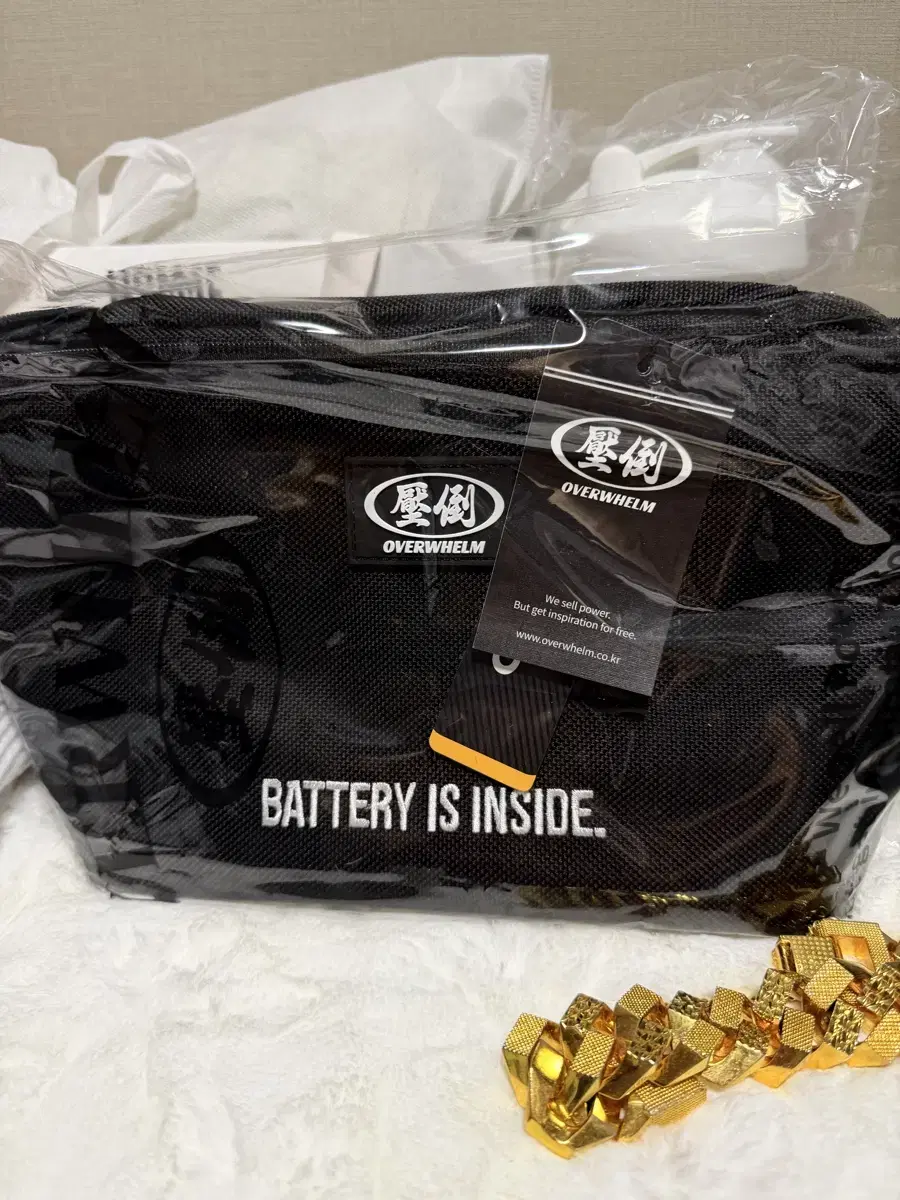 壓倒
OVERWHELM
壓倒
OVERWHELM
We sell power.
But get inspiration for free.
www.overwhelm.co.kr
BATTERY IS INSIDE.